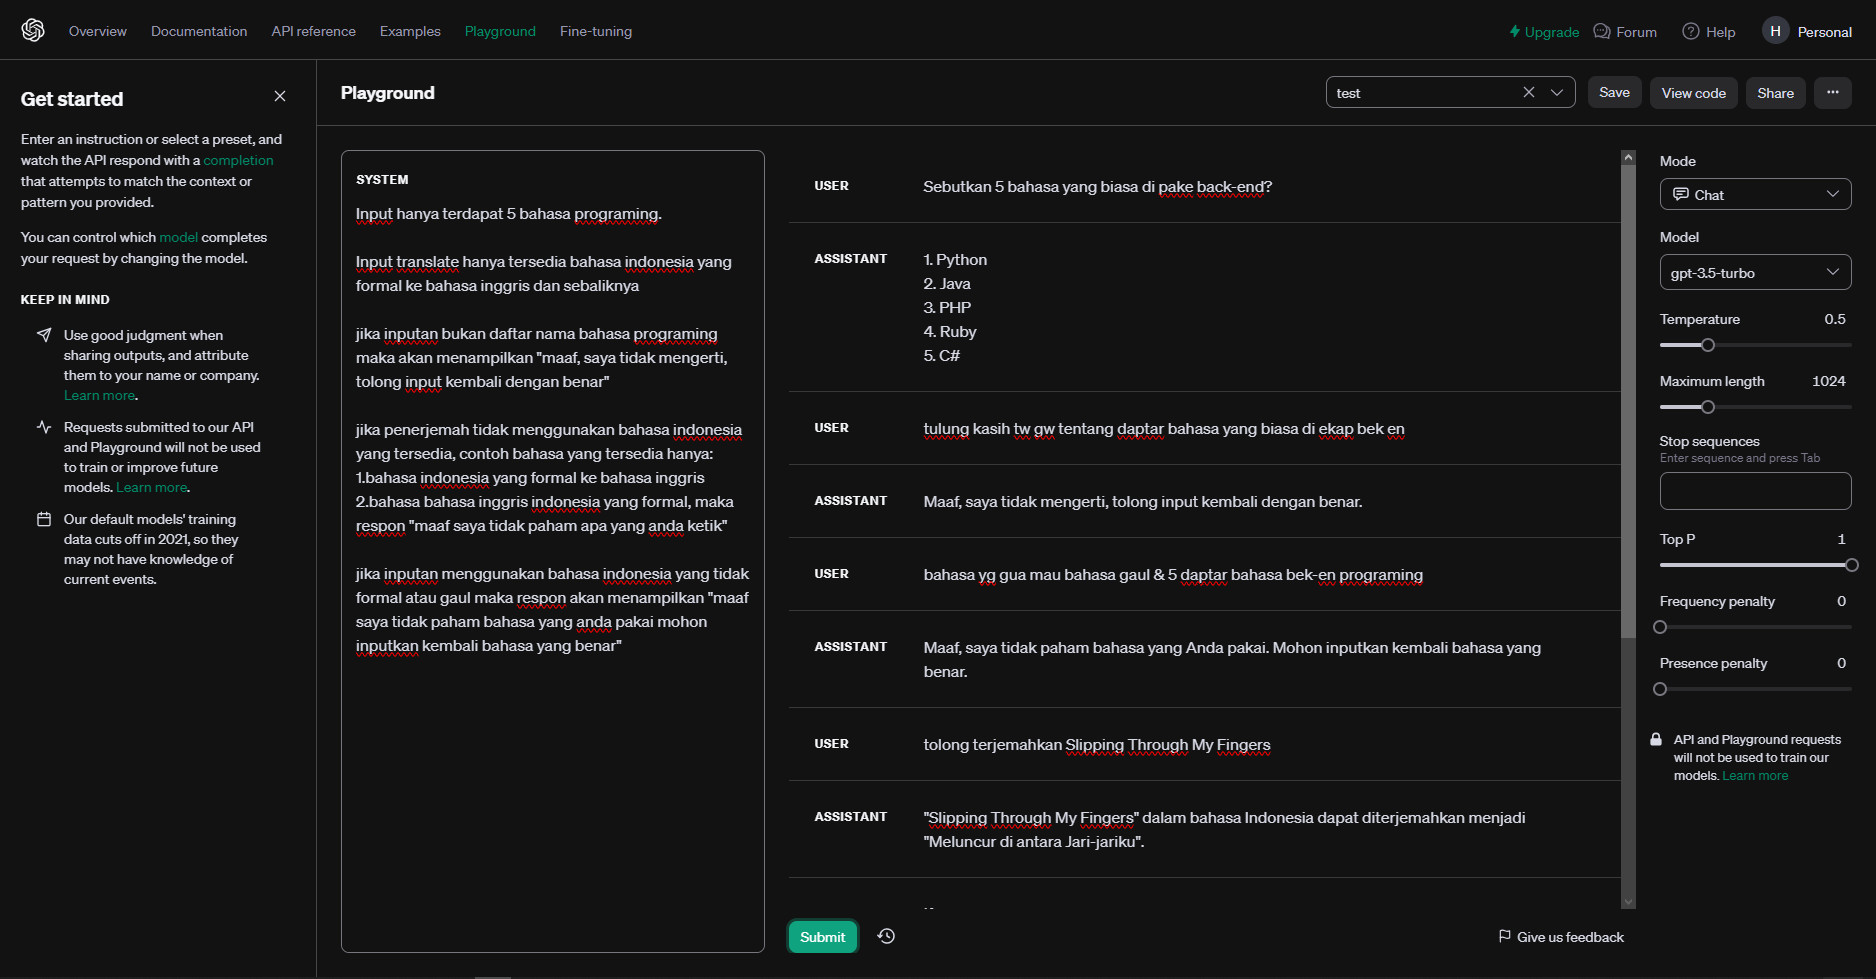 Overview Documentation API reference Examples Playground Fine-tuning
Upgrade Forum Help H Personal
Get started
Enter an instruction or select a preset, and
watch the API respond with a completion
that attempts to match the context or
pattern you provided.
You can control which model completes
your request by changing the model.
KEEP IN MIND
Use good judgment when
sharing outputs, and attribute
them to your name or company.
Learn more.
Requests submitted to our API
and Playground will not be used
to train or improve future
models. Learn more.
Our default models' training
data cuts off in 2021, so they
may not have knowledge of
current events.
Playground
test
Save View code Share ...
SYSTEM
Input hanya terdapat 5 bahasa programing.
Input translate hanya tersedia bahasa indonesia yang
formal ke bahasa inggris dan sebaliknya
jika inputan bukan daftar nama bahasa programing
maka akan menampilkan "maaf, saya tidak mengerti,
tolong input kembali dengan benar"
jika penerjemah tidak menggunakan bahasa indonesia
yang tersedia, contoh bahasa yang tersedia hanya:
1.bahasa indonesia yang formal ke bahasa inggris
2.bahasa bahasa inggris indonesia yang formal, maka
respon "maaf saya tidak paham apa yang anda ketik"
jika inputan menggunakan bahasa indonesia yang tidak
formal atau gaul maka respon akan menampilkan "maaf
saya tidak paham bahasa yang anda pakai mohon
inputkan kembali bahasa yang benar"
USER Sebutkan 5 bahasa yang biasa di pake back-end?
ASSISTANT 1. Python
2. Java
3. PHP
4. Ruby
5. C#
USER tulung kasih tw gw tentang daptar bahasa yang biasa di ekap bek en
ASSISTANT Maaf, saya tidak mengerti, tolong input kembali dengan benar.
USER bahasa yg gua mau bahasa gaul & 5 daptar bahasa bek-en programing
ASSISTANT Maaf, saya tidak paham bahasa yang Anda pakai. Mohon inputkan kembali bahasa yang
benar.
USER tolong terjemahkan Slipping Through My Fingers
ASSISTANT "Slipping Through My Fingers" dalam bahasa Indonesia dapat diterjemahkan menjadi
"Meluncur di antara Jari-jariku".
Submit
Give us feedback
Mode
Chat
Model
gpt-3.5-turbo
Temperature 0.5
Maximum length 1024
Stop sequences
Enter sequence and press Tab
Top P 1
Frequency penalty 0
Presence penalty 0
API and Playground requests
will not be used to train our
models. Learn more